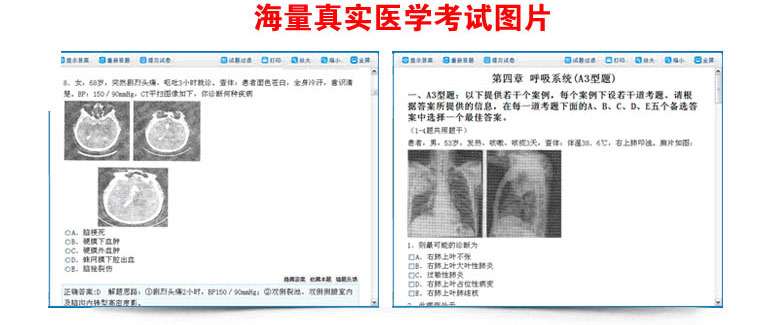 海量真实医学考试图片
显示答案 重新答题 提交试卷 试题过滤 打印 放大 缩小 全屏
6、女，68岁，突然剧烈头痛，呕吐3小时就诊。查体：患者面色苍白，全身冷汗，意识清
楚。BP：150／90mmHg，CT平扫图像如下，你诊断何种疾病
A. 脑梗死
B. 硬膜下血肿
C. 硬膜外血肿
D. 蛛网膜下腔出血
E. 脑挫裂伤
隐藏答案 收藏本题 错题反馈
正确答案:D 解题思路：①剧烈头痛2小时，BP150／90mmHg；②双侧裂池、双侧侧脑室内
及脑沟内转型高密度影。
显示答案 重新答题 提交试卷 试题过滤 打印 放大 缩小 全屏
第四章 呼吸系统(A3型题)
一、A3型题：以下提供若干个案例，每个案例下设若干道考题。请根
据答案所提供的信息，在每一道考题下面的A、B、C、D、E五个备选答
案中选择一个最佳答案。
(1-4题共用题干)
患者，男，53岁，发热、咳嗽、咳痰3天，查体：体温38．6℃，右上肺叩浊。胸片如图：
1．则最可能的诊断为
A. 右肺上叶不张
B. 右肺上叶大叶性肺炎
C. 过敏性肺炎
D. 右肺上叶占位性病变
E. 右肺上叶肺结核